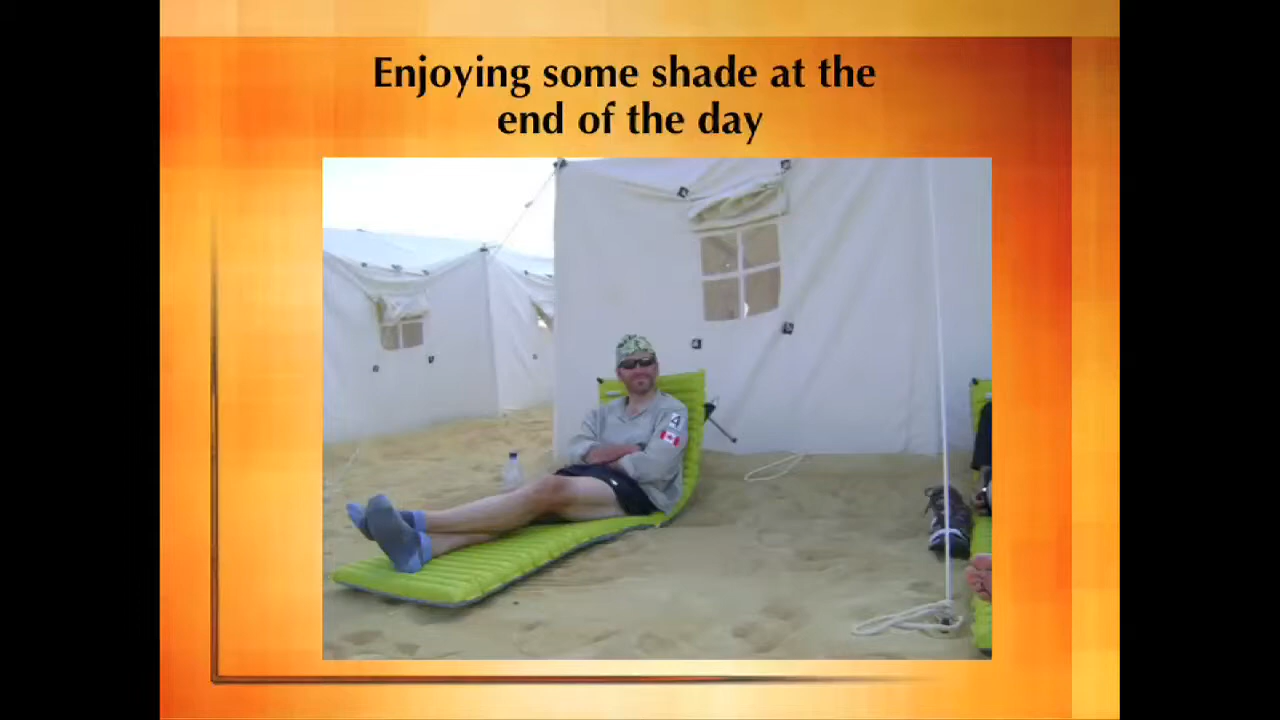 Enjoying some shade at the
end of the day